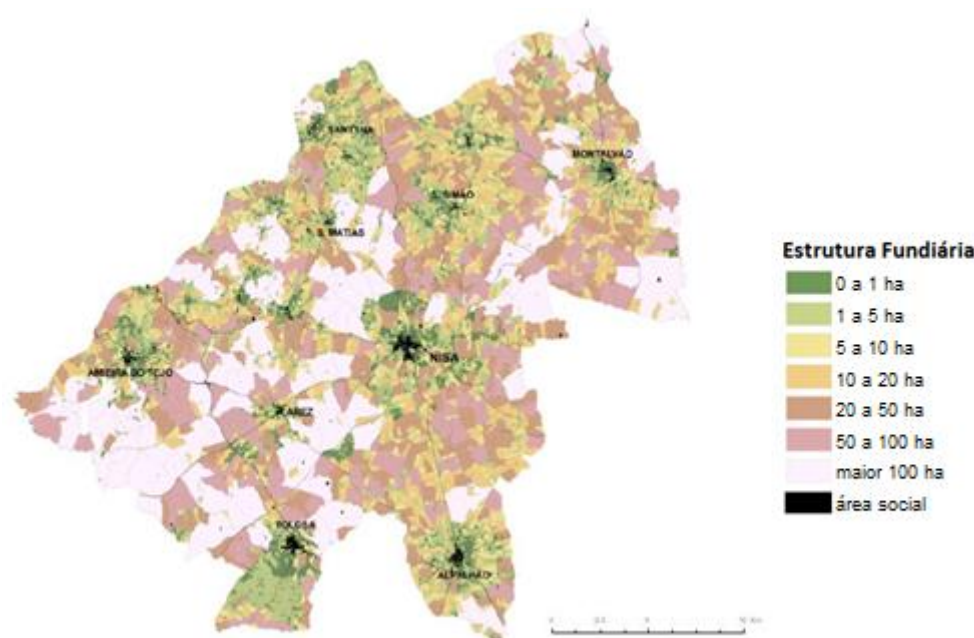 SANTANA
MONTALVÃO
S. SIMÃO
S. MATIAS
NISA
AMIEIRA DO TEJO
AREZ
TOLOSA
ALPALHÃO
Estrutura Fundiária
0 a 1 ha
1 a 5 ha
5 a 10 ha
10 a 20 ha
20 a 50 ha
50 a 100 ha
maior 100 ha
área social